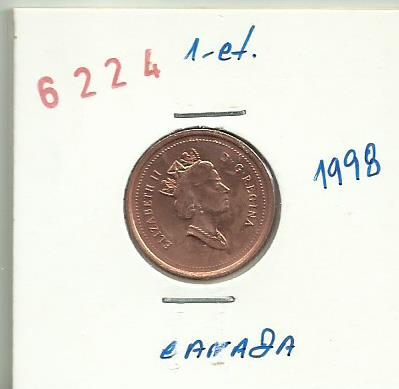 6224
1-ct.
ELIZABETH II D·G·REGINA
1998
CANADA